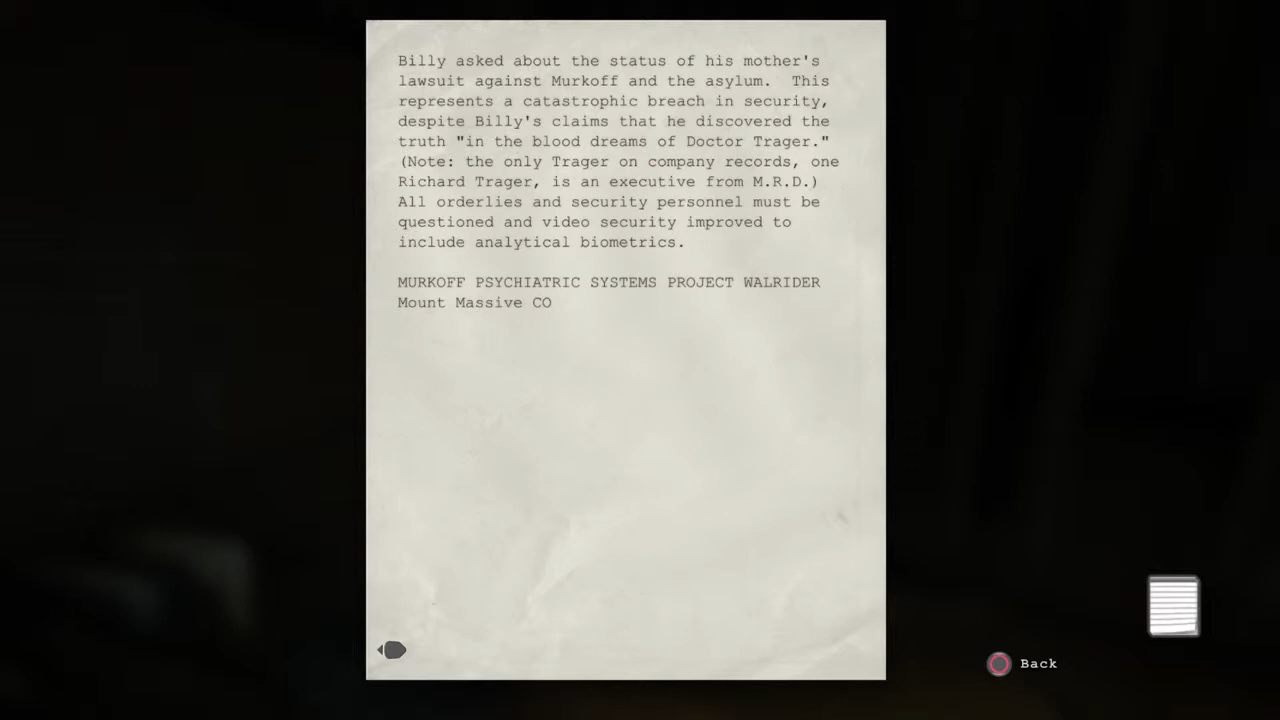 Billy asked about the status of his mother's
lawsuit against Murkoff and the asylum.  This
represents a catastrophic breach in security,
despite Billy's claims that he discovered the
truth "in the blood dreams of Doctor Trager."
(Note: the only Trager on company records, one
Richard Trager, is an executive from M.R.D.)
All orderlies and security personnel must be
questioned and video security improved to
include analytical biometrics.

MURKOFF PSYCHIATRIC SYSTEMS PROJECT WALRIDER
Mount Massive CO
Back